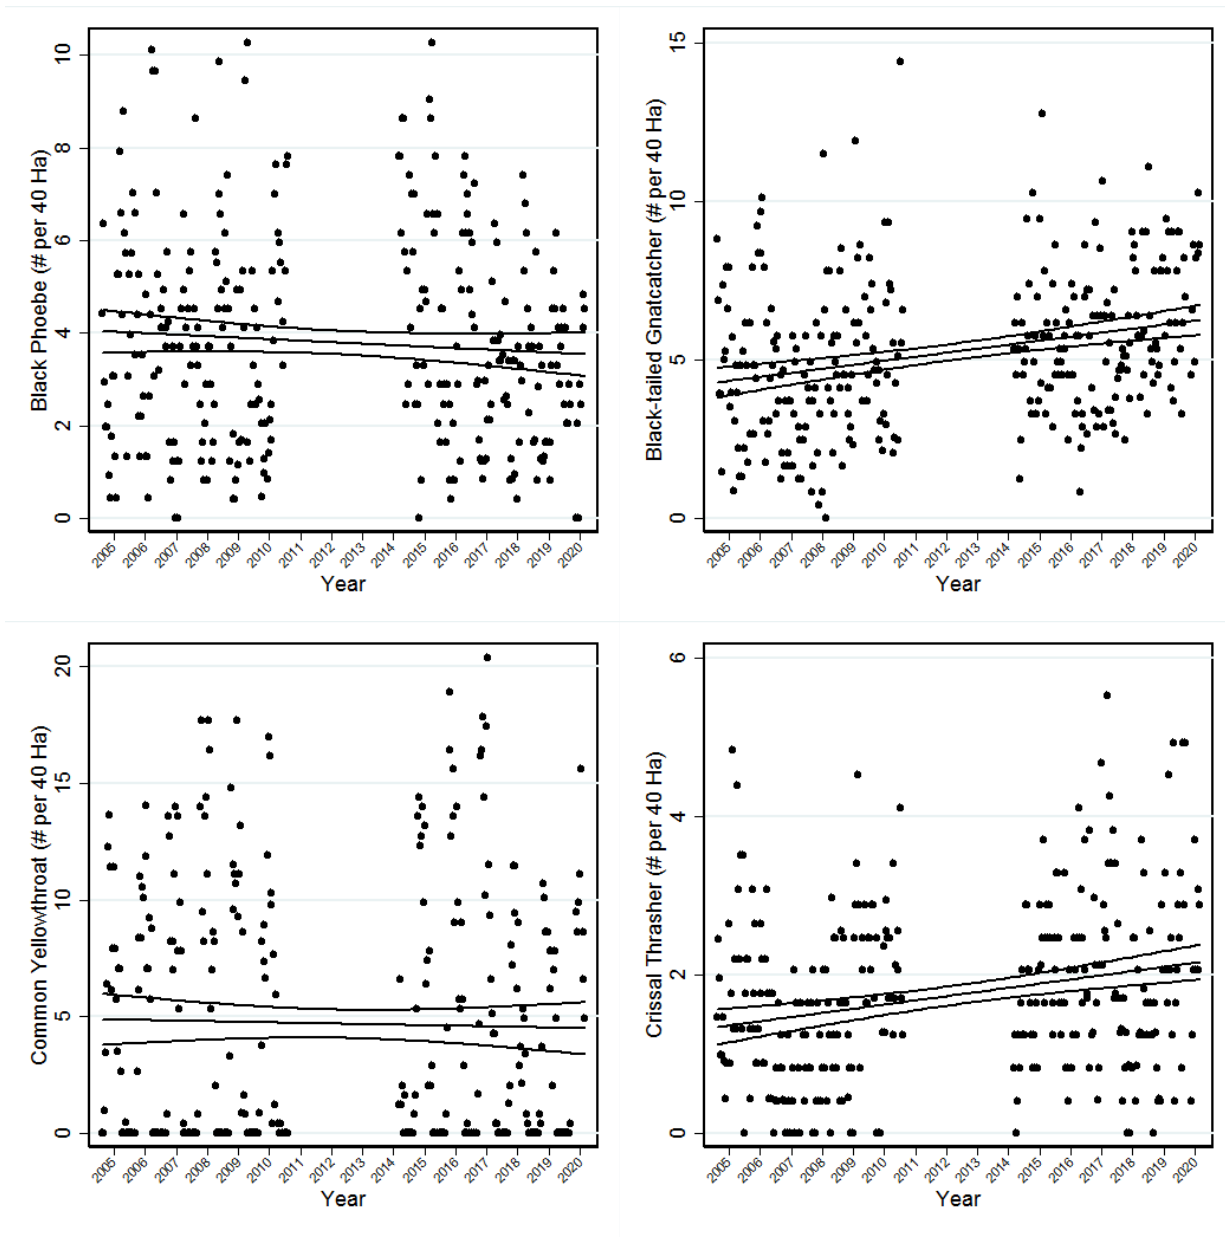 Black Phoebe (# per 40 Ha)
10
8
6
4
2
0
2005 2006 2007 2008 2009 2010 2011 2012 2013 2014 2015 2016 2017 2018 2019 2020
Year
Black-tailed Gnatcatcher (# per 40 Ha)
15
10
5
0
2005 2006 2007 2008 2009 2010 2011 2012 2013 2014 2015 2016 2017 2018 2019 2020
Year
Common Yellowthroat (# per 40 Ha)
20
15
10
5
0
2005 2006 2007 2008 2009 2010 2011 2012 2013 2014 2015 2016 2017 2018 2019 2020
Year
Crissal Thrasher (# per 40 Ha)
6
4
2
0
2005 2006 2007 2008 2009 2010 2011 2012 2013 2014 2015 2016 2017 2018 2019 2020
Year